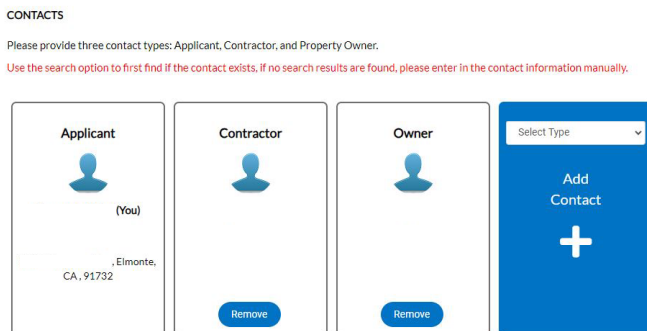 CONTACTS
Please provide three contact types: Applicant, Contractor, and Property Owner.
Use the search option to first find if the contact exists, if no search results are found, please enter in the contact information manually.
Applicant
(You)
, Elmonte,
CA , 91732
Contractor
Remove
Owner
Remove
Select Type
Add
Contact